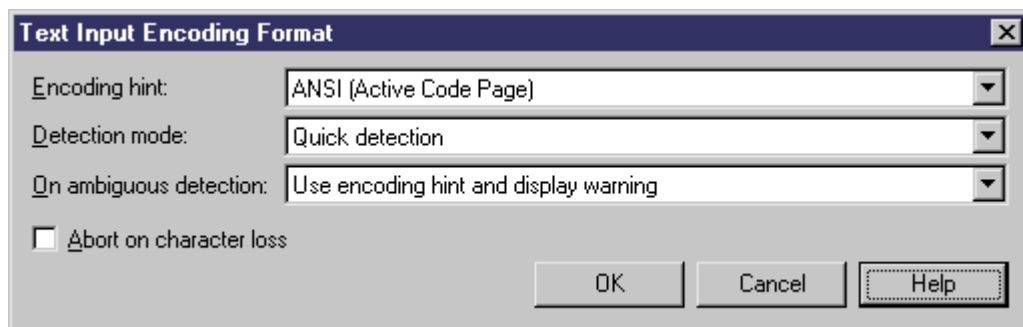 Text Input Encoding Format
Encoding hint: ANSI (Active Code Page)
Detection mode: Quick detection
On ambiguous detection: Use encoding hint and display warning
Abort on character loss
OK Cancel Help